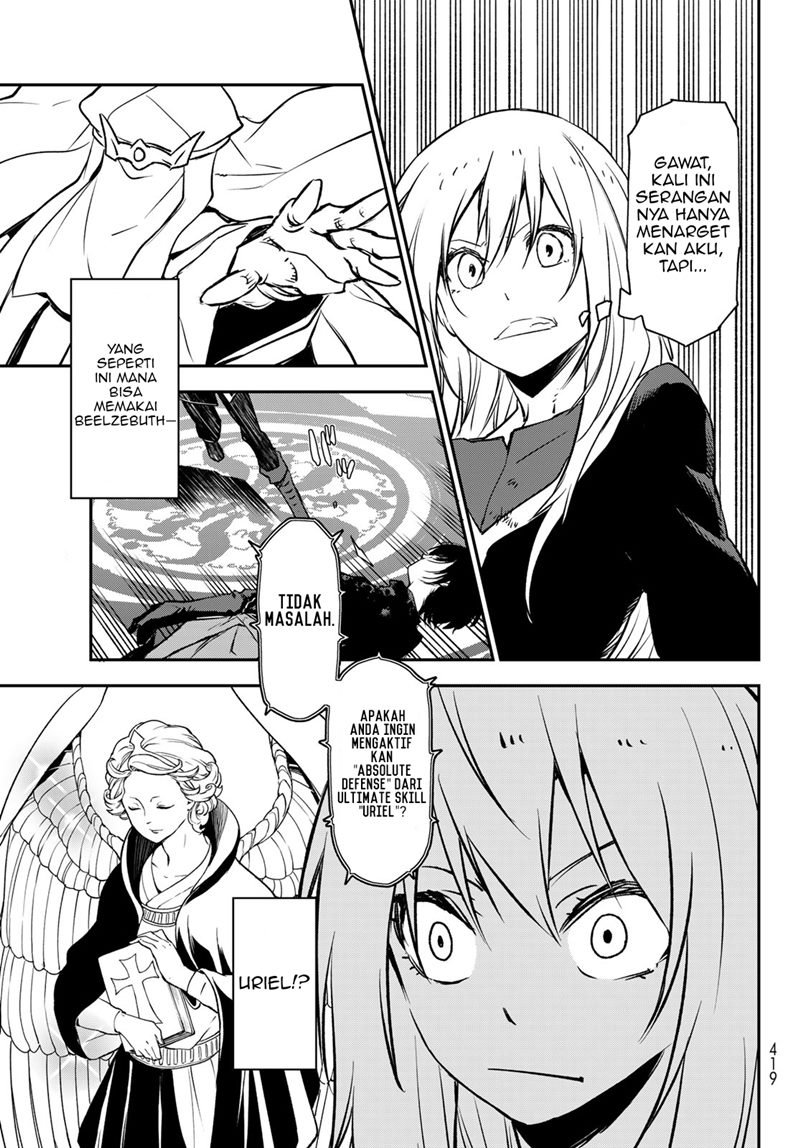 GAWAT,
KALI INI
SERANGAN
NYA HANYA
MENARGET
KAN AKU,
TAPI...
YANG
SEPERTI
INI MANA
BISA
MEMAKAI
BEELZEBUTH—
TIDAK
MASALAH.
APAKAH
ANDA INGIN
MENGAKTIF
KAN
"ABSOLUTE
DEFENSE" DARI
ULTIMATE SKILL
"URIEL"?
URIEL!?
419